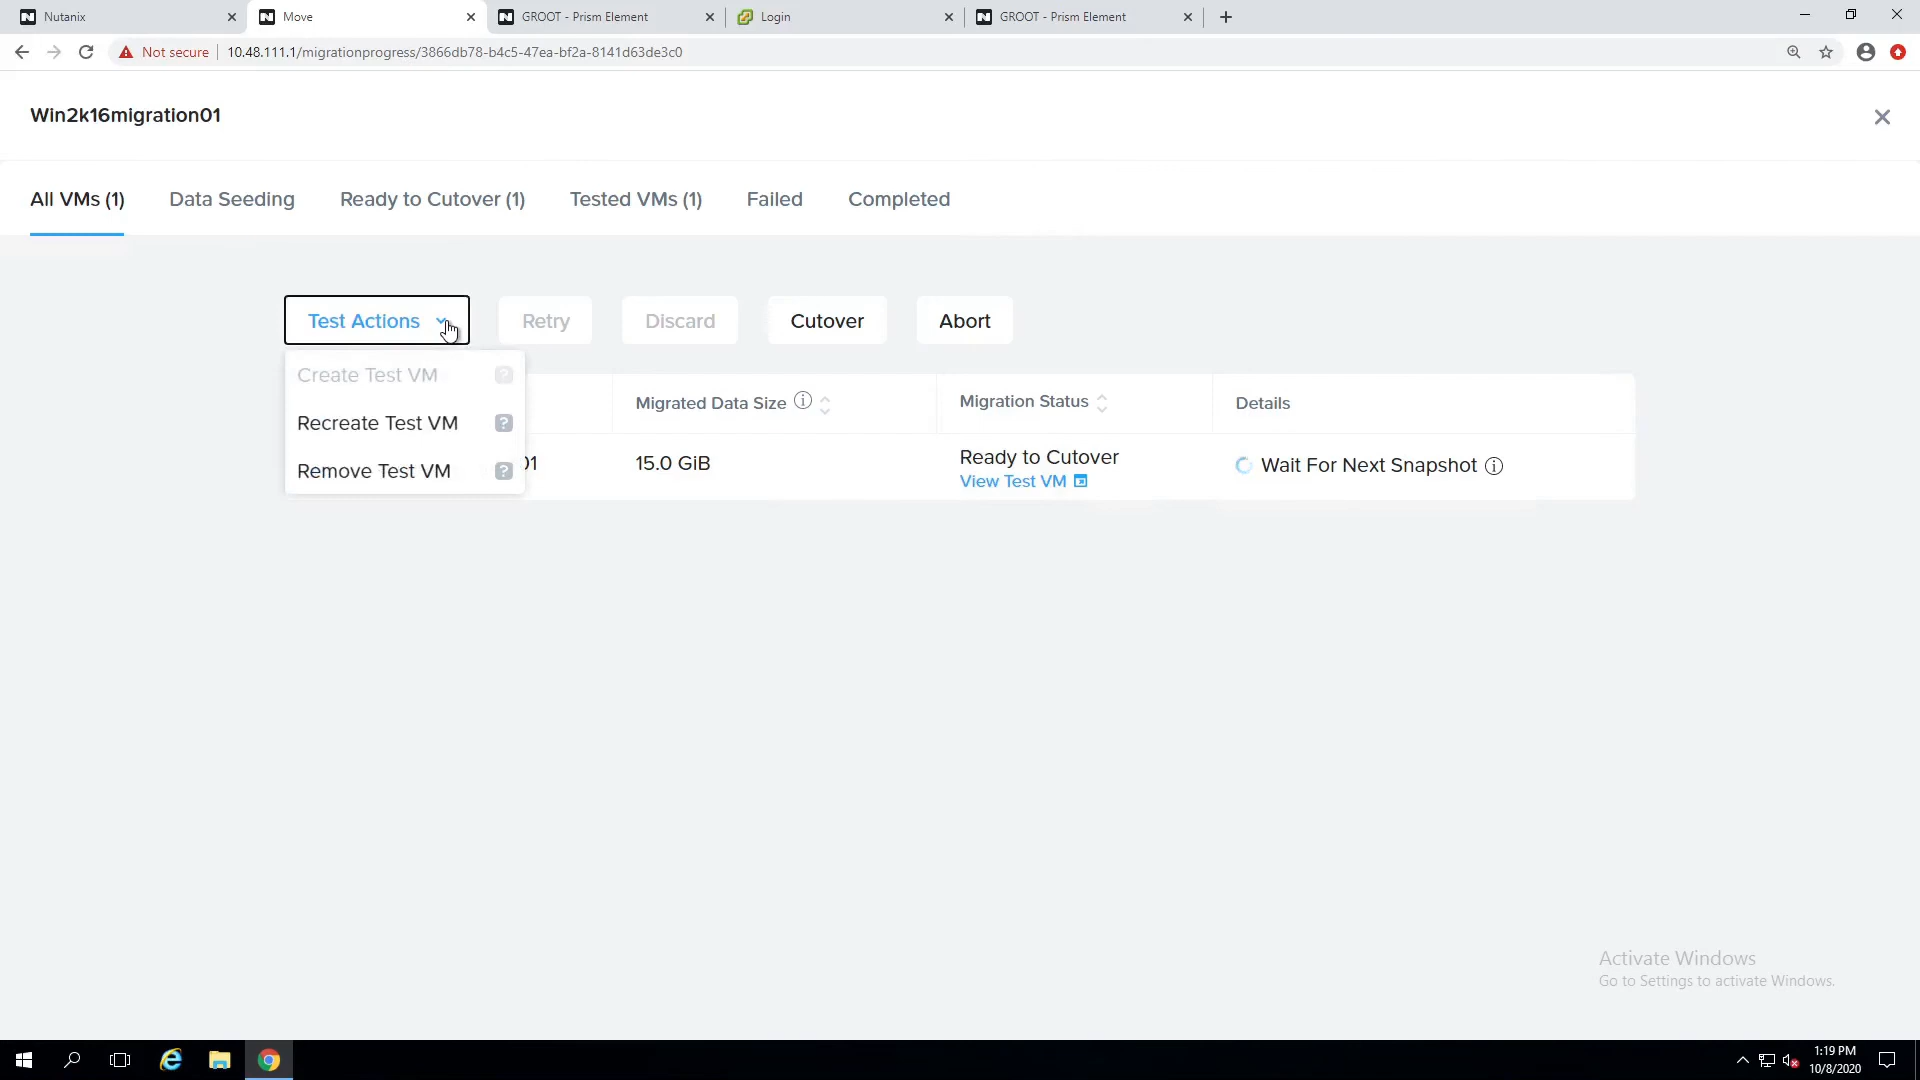 Nutanix
Move
GROOT - Prism Element
Login
GROOT - Prism Element
Not secure
10.48.111.1/migrationprogress/3866db78-b4c5-47ea-bf2a-8141d63de3c0
Win2k16migration01
All VMs (1)
Data Seeding
Ready to Cutover (1)
Tested VMs (1)
Failed
Completed
Test Actions
Retry
Discard
Cutover
Abort
Create Test VM ?
Recreate Test VM ?
Remove Test VM ?
Migrated Data Size
Migration Status
Details
01
15.0 GiB
Ready to Cutover
View Test VM
Wait For Next Snapshot
Activate Windows
Go to Settings to activate Windows.
1:19 PM
10/8/2020